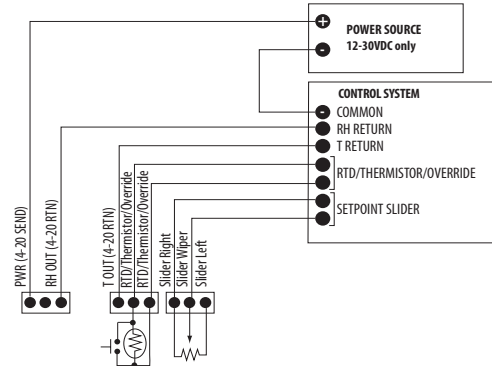 POWER SOURCE
12-30VDC only
+
-
CONTROL SYSTEM
- COMMON
RH RETURN
T RETURN
RTD/THERMISTOR/OVERRIDE
SETPOINT SLIDER
PWR (4-20 SEND)
RH OUT (4-20 RTN)
T OUT (4-20 RTN)
RTD/Thermistor/Override
RTD/Thermistor/Override
Slider Right
Slider Wiper
Slider Left